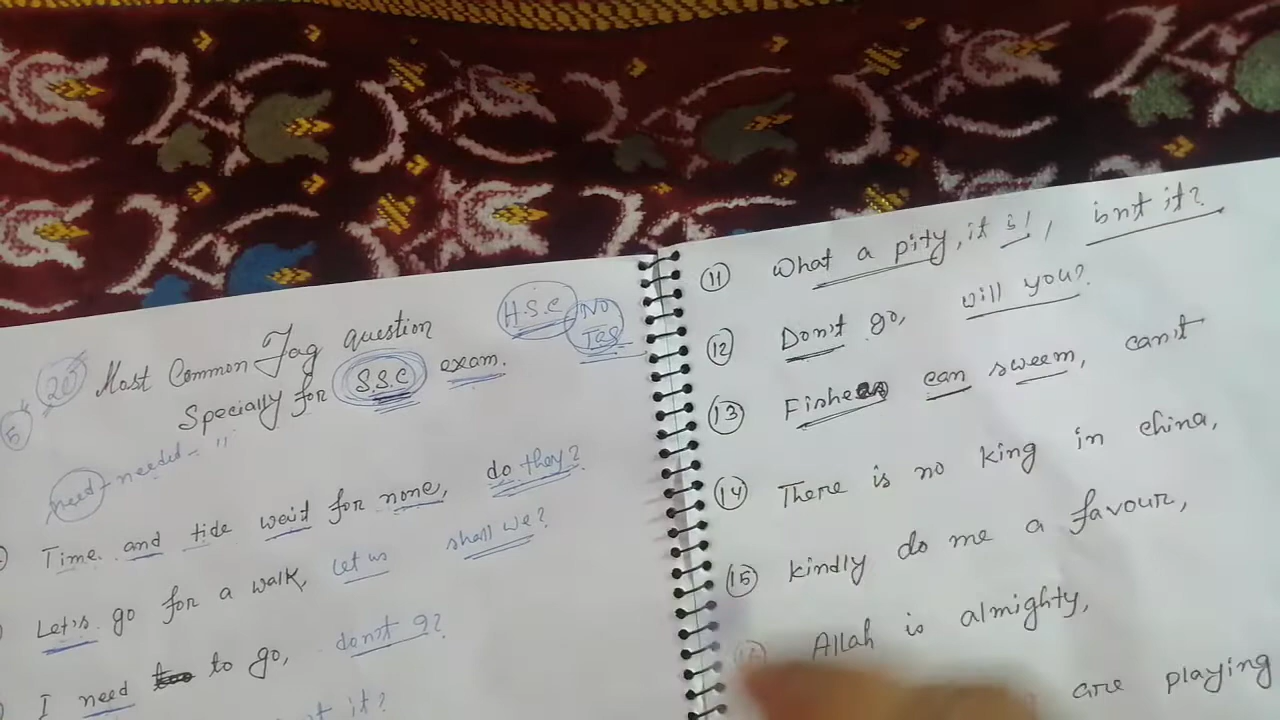 20
Most Common Tag question
H.S.C
No
Tag
5
Specially for S.S.C exam.
need - needed - "
Time and tide wait for none, do they?
Let's go for a walk, Let us shall we?
I need to go, don't I?
it?
11 What a pity, it is!, isn't it?
12 Don't go, will you?
13 Fishes can sweem, can't
14 There is no king in china,
15 kindly do me a favour,
Allah is almighty,
are playing